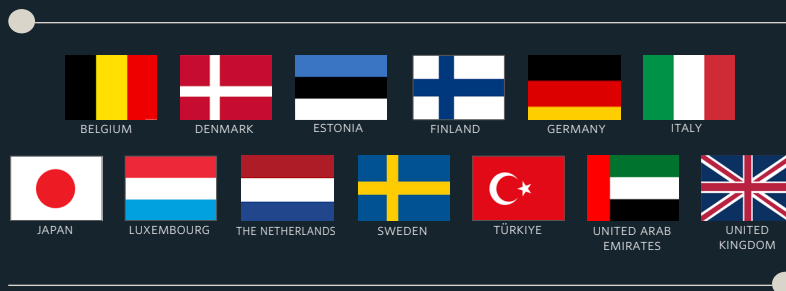 BELGIUM
DENMARK
ESTONIA
FINLAND
GERMANY
ITALY
JAPAN
LUXEMBOURG
THE NETHERLANDS
SWEDEN
TÜRKIYE
UNITED ARAB
EMIRATES
UNITED
KINGDOM